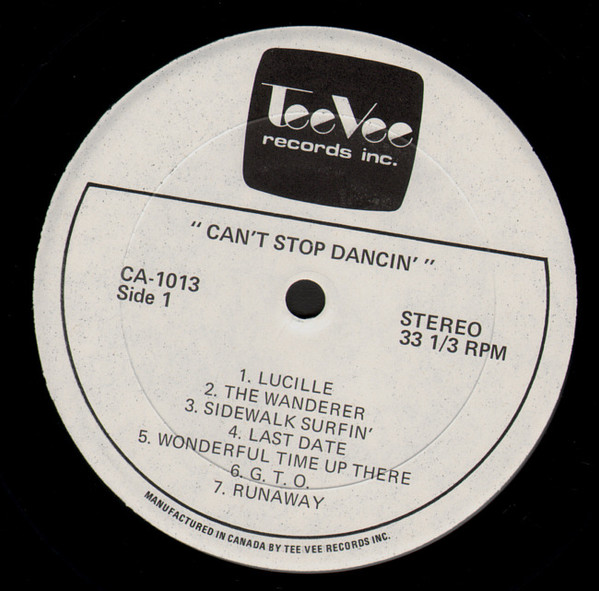 TeeVee
records inc.
"CAN'T STOP DANCIN'"
CA-1013
Side 1
STEREO
33 1/3 RPM
1. LUCILLE
2. THE WANDERER
3. SIDEWALK SURFIN'
4. LAST DATE
5. WONDERFUL TIME UP THERE
6. G. T. O.
7. RUNAWAY
MANUFACTURED IN CANADA BY TEE VEE RECORDS INC.